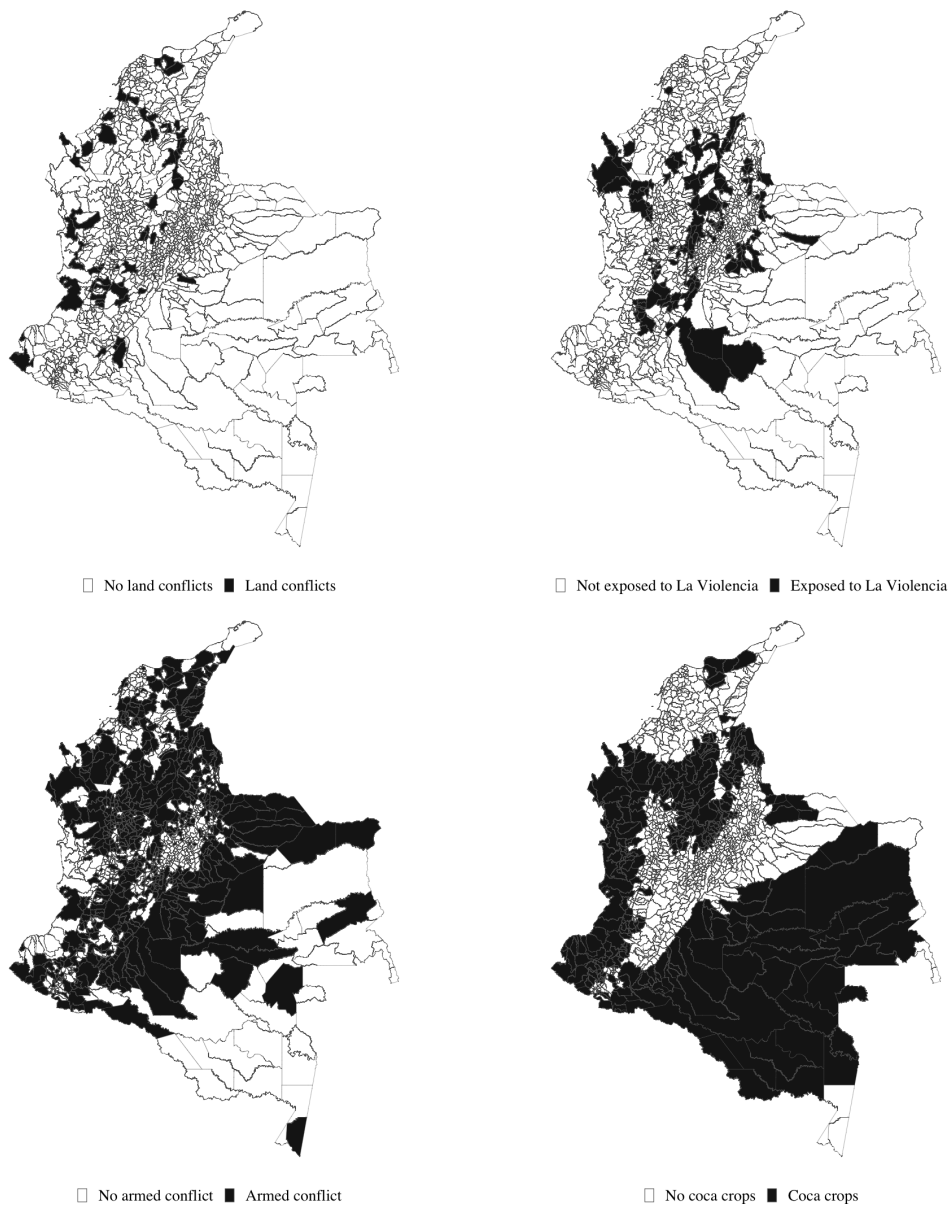 No land conflicts Land conflicts
Not exposed to La Violencia Exposed to La Violencia
No armed conflict Armed conflict
No coca crops Coca crops